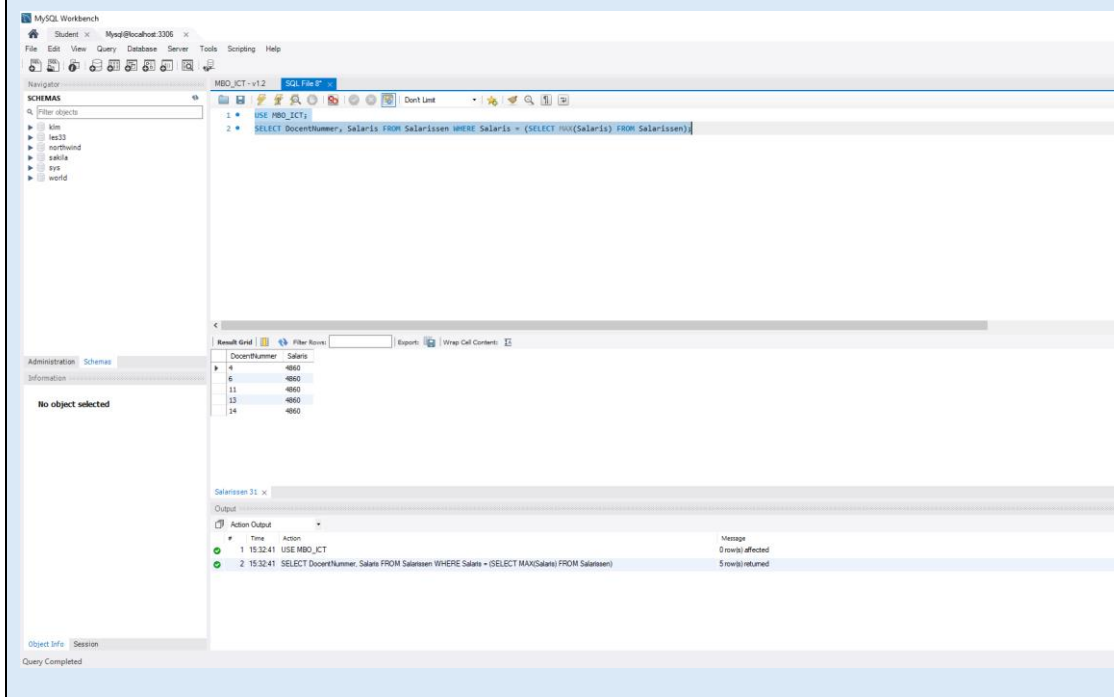 MySQL Workbench
Student × Mysql@localhost:3306 ×
File Edit View Query Database Server Tools Scripting Help
Navigator
MBO_ICT - v1.2 SQL File 8* ×
SCHEMAS
Don't Limit
Filter objects
1 USE MBO_ICT;
2 SELECT DocentNummer, Salaris FROM Salarissen WHERE Salaris = (SELECT MAX(Salaris) FROM Salarissen);
klm
les33
northwind
sakila
sys
world
Result Grid Filter Rows: Export: Wrap Cell Content:
Administration Schemas
DocentNummer Salaris
4 4860
6 4860
11 4860
13 4860
14 4860
Information
No object selected
Salarissen 31 ×
Output
Action Output
# Time Action Message
1 15:32:41 USE MBO_ICT 0 row(s) affected
2 15:32:41 SELECT DocentNummer, Salaris FROM Salarissen WHERE Salaris = (SELECT MAX(Salaris) FROM Salarissen) 5 row(s) returned
Object Info Session
Query Completed